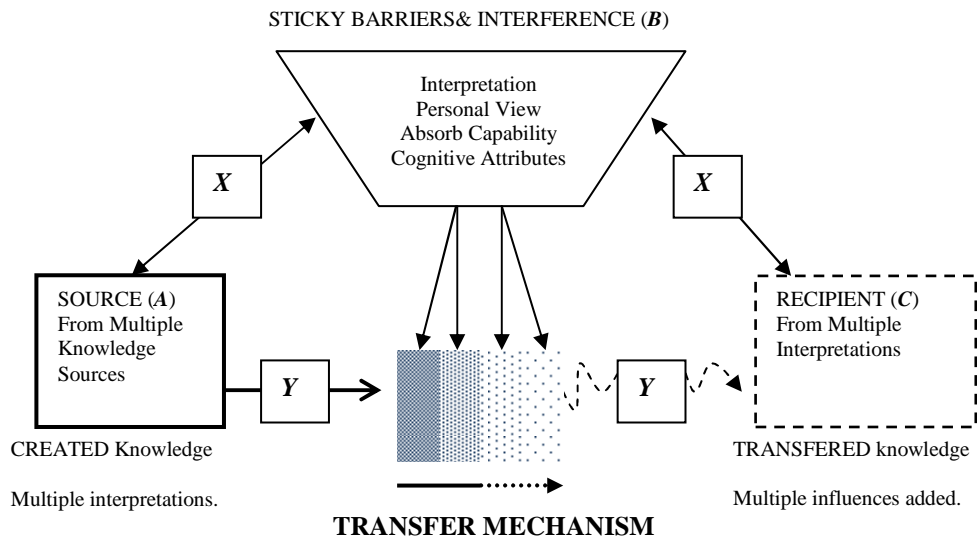 STICKY BARRIERS& INTERFERENCE (B)
Interpretation
Personal View
Absorb Capability
Cognitive Attributes
X
X
SOURCE (A)
From Multiple
Knowledge
Sources
RECIPIENT (C)
From Multiple
Interpretations
Y
Y
CREATED Knowledge
TRANSFERED knowledge
Multiple interpretations.
Multiple influences added.
TRANSFER MECHANISM